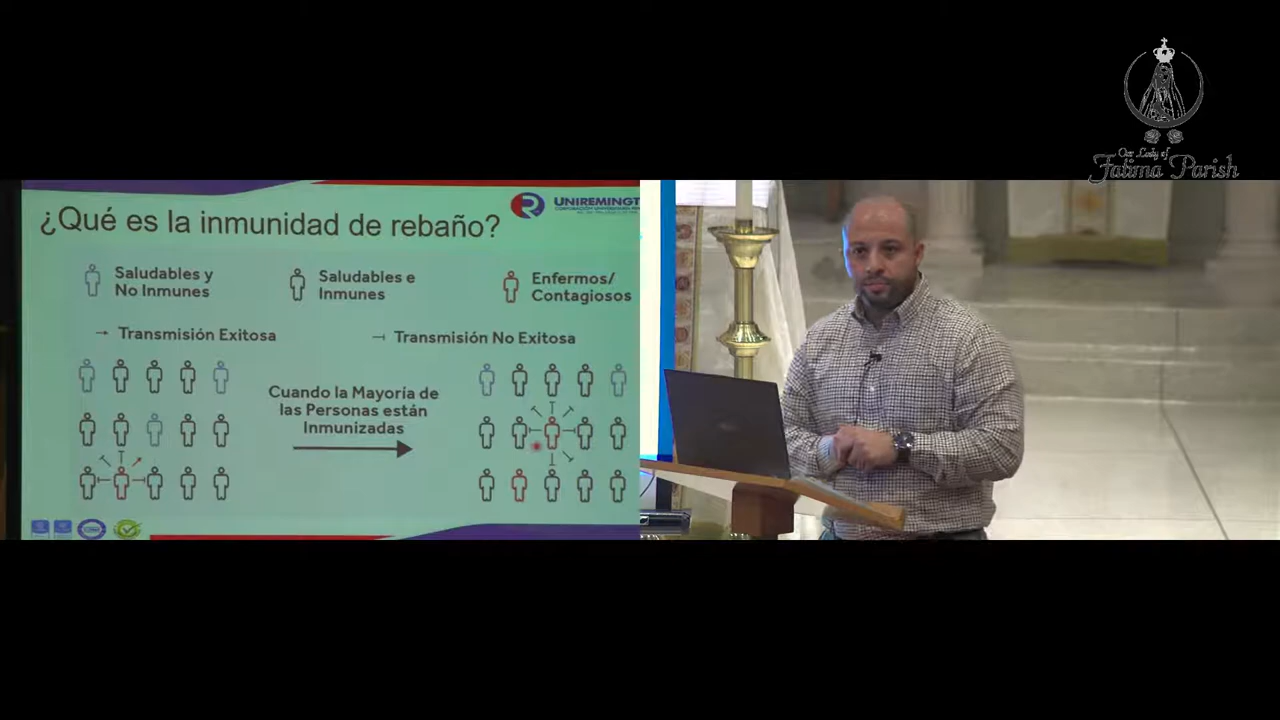 Our Lady of
Fatima Parish
UNIREMINGT
¿Qué es la inmunidad de rebaño?
Saludables y
No Inmunes
Saludables e
Inmunes
Enfermos/
Contagiosos
Transmisión Exitosa
Transmisión No Exitosa
Cuando la Mayoría de
las Personas están
Inmunizadas